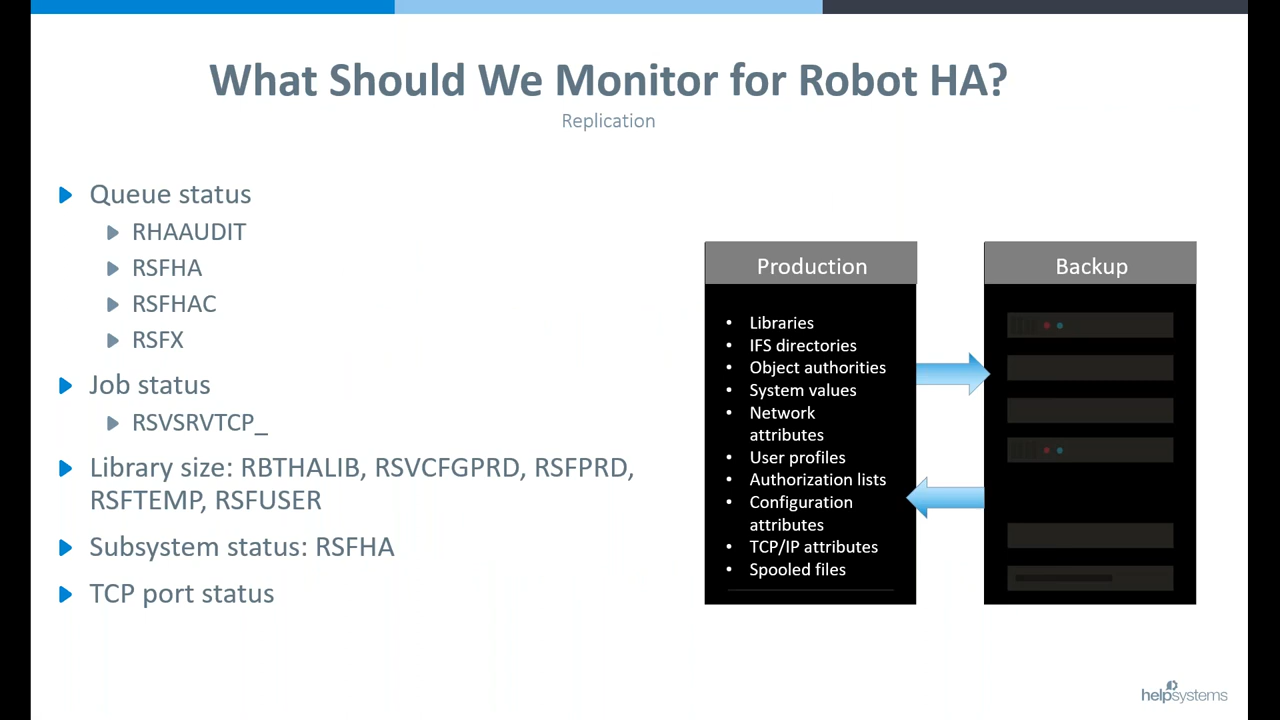 What Should We Monitor for Robot HA?
Replication
Queue status
RHAAUDIT
RSFHA
RSFHAC
RSFX
Job status
RSVSRVTCP_
Library size: RBTHALIB, RSVCFGPRD, RSFPRD,
RSFTEMP, RSFUSER
Subsystem status: RSFHA
TCP port status
Production
• Libraries
• IFS directories
• Object authorities
• System values
• Network
attributes
• User profiles
• Authorization lists
• Configuration
attributes
• TCP/IP attributes
• Spooled files
Backup
helpsystems